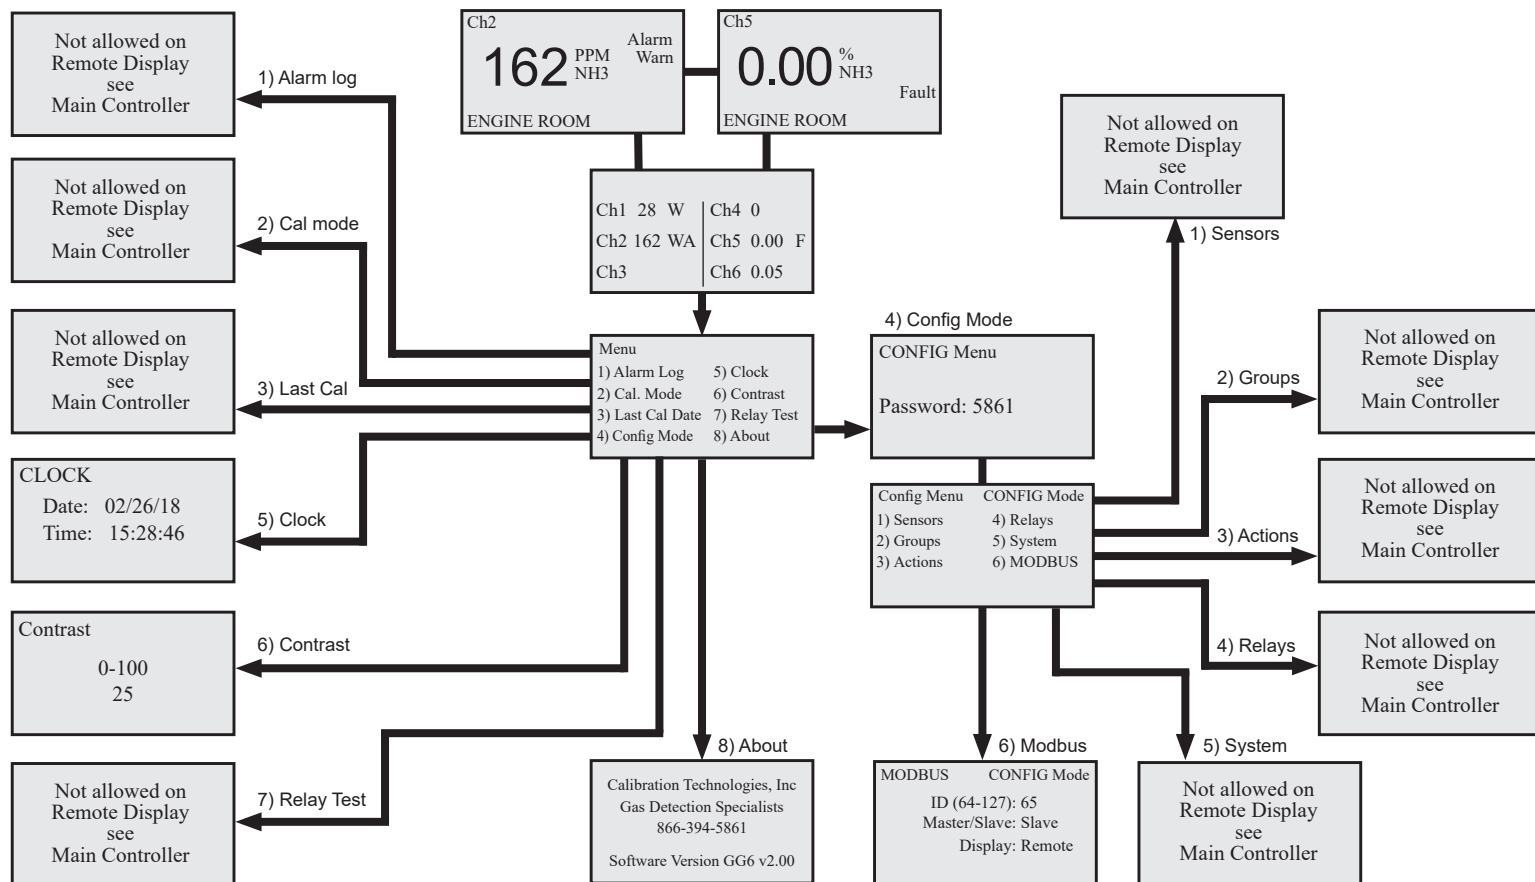 Ch2
162 PPM
NH3
Alarm
Warn
ENGINE ROOM
Ch5
0.00 %
NH3
Fault
ENGINE ROOM
Not allowed on
Remote Display
see
Main Controller
1) Alarm log
Not allowed on
Remote Display
see
Main Controller
1) Sensors
Ch1 28 W
Ch2 162 WA
Ch3
Ch4 0
Ch5 0.00 F
Ch6 0.05
Not allowed on
Remote Display
see
Main Controller
2) Cal mode
Not allowed on
Remote Display
see
Main Controller
3) Last Cal
Menu
1) Alarm Log
2) Cal. Mode
3) Last Cal Date
4) Config Mode
5) Clock
6) Contrast
7) Relay Test
8) About
4) Config Mode
CONFIG Menu
Password: 5861
2) Groups
Not allowed on
Remote Display
see
Main Controller
CLOCK
Date: 02/26/18
Time: 15:28:46
5) Clock
Config Menu CONFIG Mode
1) Sensors
2) Groups
3) Actions
4) Relays
5) System
6) MODBUS
3) Actions
Not allowed on
Remote Display
see
Main Controller
Contrast
0-100
25
6) Contrast
4) Relays
Not allowed on
Remote Display
see
Main Controller
Not allowed on
Remote Display
see
Main Controller
7) Relay Test
8) About
Calibration Technologies, Inc
Gas Detection Specialists
866-394-5861
Software Version GG6 v2.00
6) Modbus
MODBUS CONFIG Mode
ID (64-127): 65
Master/Slave: Slave
Display: Remote
5) System
Not allowed on
Remote Display
see
Main Controller